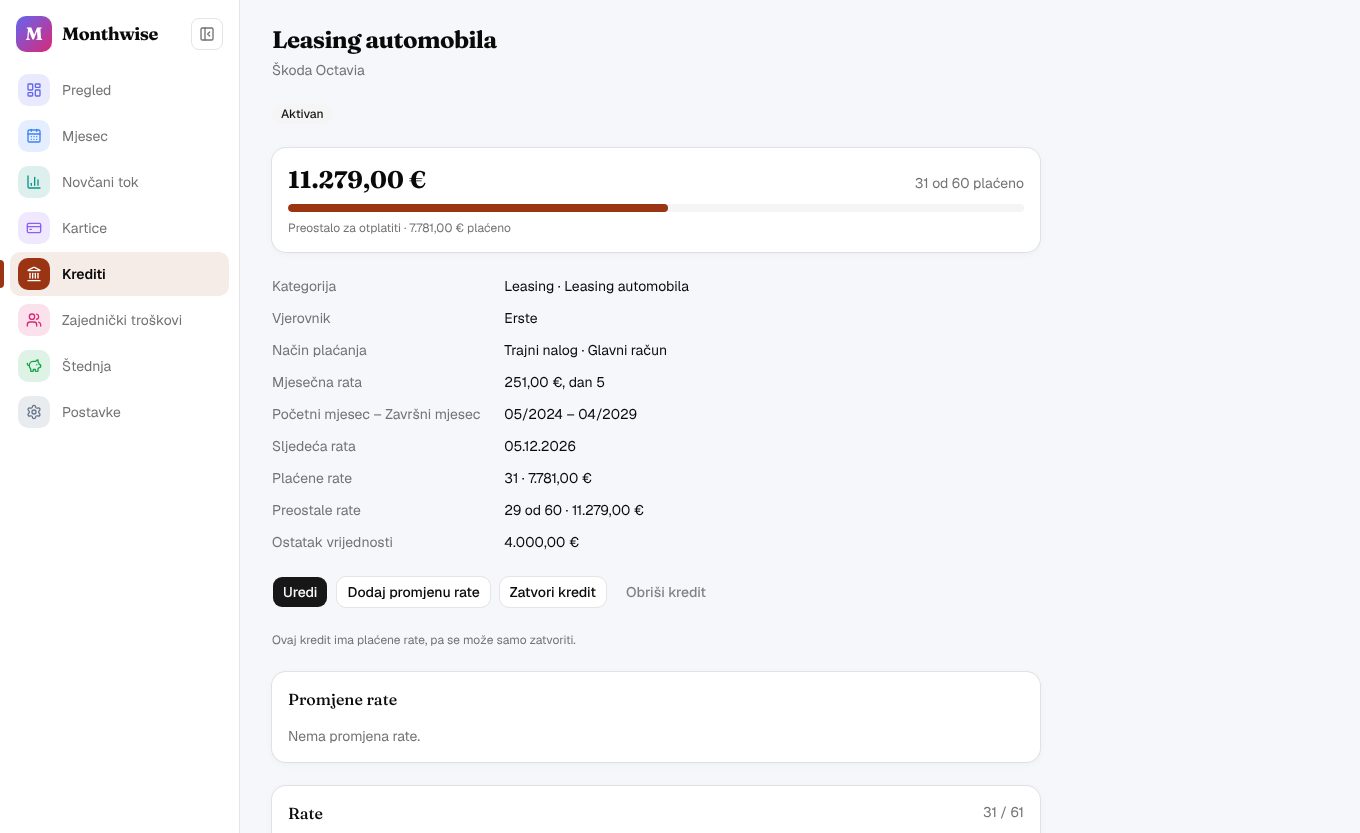 M Monthwise
Pregled
Mjesec
Novčani tok
Kartice
Krediti
Zajednički troškovi
Štednja
Postavke
Leasing automobila
Škoda Octavia
Aktivan
11.279,00 € 31 od 60 plaćeno
Preostalo za otplatiti · 7.781,00 € plaćeno
Kategorija Leasing · Leasing automobila
Vjerovnik Erste
Način plaćanja Trajni nalog · Glavni račun
Mjesečna rata 251,00 €, dan 5
Početni mjesec – Završni mjesec 05/2024 – 04/2029
Sljedeća rata 05.12.2026
Plaćene rate 31 · 7.781,00 €
Preostale rate 29 od 60 · 11.279,00 €
Ostatak vrijednosti 4.000,00 €
Uredi Dodaj promjenu rate Zatvori kredit Obriši kredit
Ovaj kredit ima plaćene rate, pa se može samo zatvoriti.
Promjene rate
Nema promjena rate.
Rate 31 / 61